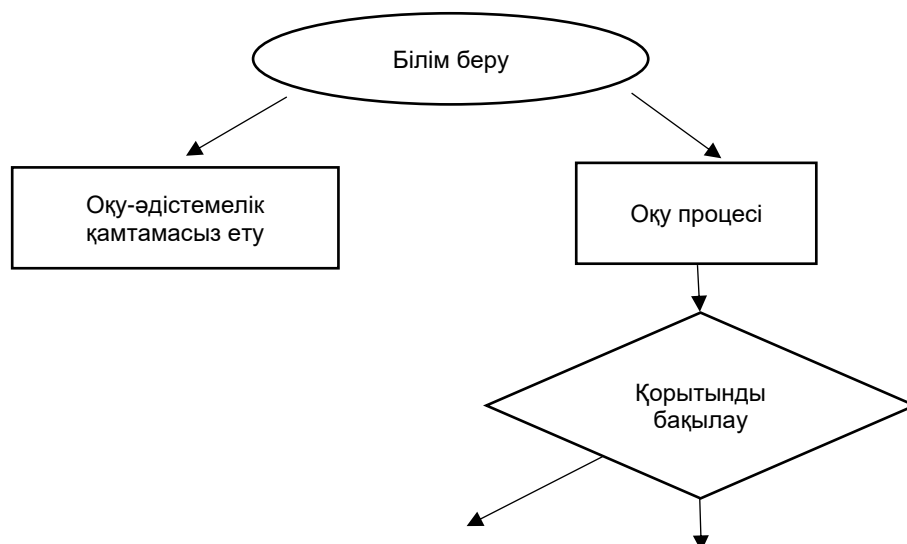 Білім беру
Оқу-әдістемелік
қамтамасыз ету
Оқу процесі
Қорытынды
бақылау